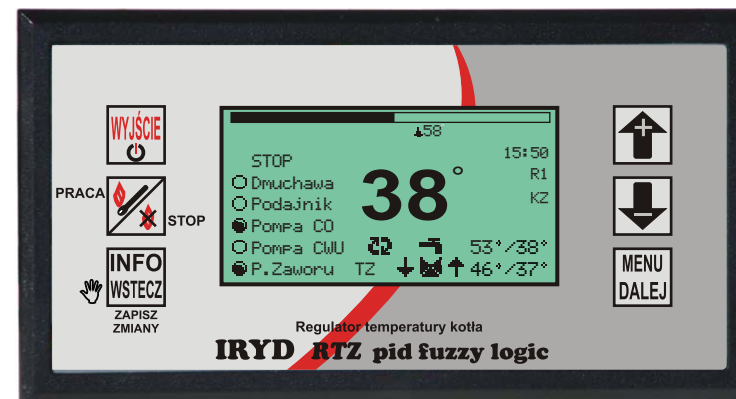 WYJŚCIE
PRACA
STOP
INFO
WSTECZ
ZAPISZ
ZMIANY
58
15:50
STOP
R1
Dmuchawa
38°
Podajnik
KZ
Pompa CO
Pompa CWU 53°/38°
P.Zaworu TZ 46°/37°
MENU
DALEJ
Regulator temperatury kotła
IRYD RTZ pid fuzzy logic